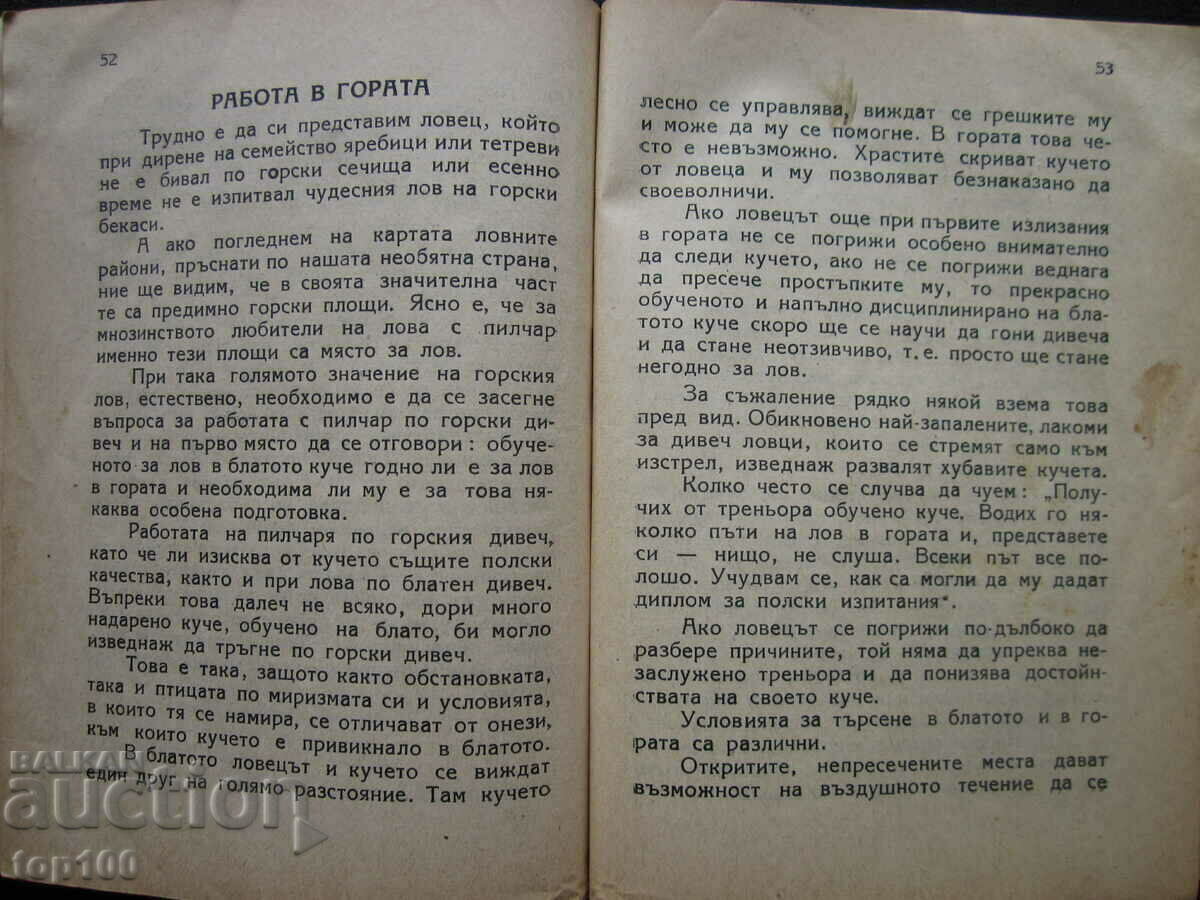 52
РАБОТА В ГОРАТА
Трудно е да си представим ловец, който
при дирене на семейство яребици или тетреви
не е бивал по горски сечища или есенно
време не е изпитвал чудесния лов на горски
бекаси.
А ако погледнем на картата ловните
райони, пръснати по нашата необятна страна,
ние ще видим, че в своята значителна част
те са предимно горски площи. Ясно е, че за
мнозинството любители на лова с пилчар
именно тези площи са място за лов.
При така голямото значение на горския
лов, естествено, необходимо е да се засегне
въпроса за работата с пилчар по горски ди-
веч и на първо място да се отговори: обуче-
ното за лов в блатото куче годно ли е за лов
в гората и необходима ли му е за това ня-
каква особена подготовка.
Работата на пилчаря по горския дивеч,
като че ли изисква от кучето същите полски
качества, както и при лова по блатен дивеч.
Въпреки това далеч не всяко, дори много
надарено куче, обучено на блато, би могло
изведнаж да тръгне по горски дивеч.
Това е така, защото както обстановката,
така и птицата по миризмата си и условията,
в които тя се намира, се отличават от онези,
към които кучето е привикнало в блатото.
В блатото ловецът и кучето се виждат
един друг на голямо разстояние. Там кучето
BALKAN
auction
top100
53
лесно се управлява, виждат се грешките му
и може да му се помогне. В гората това че-
сто е невъзможно. Храстите скриват кучето
от ловеца и му позволяват безнаказано да
своеволничи.
Ако ловецът още при първите излизания
в гората не се погрижи особено внимателно
да следи кучето, ако не се погрижи веднага
да пресече простъпките му, то прекрасно
обученото и напълно дисциплинирано на бла-
тото куче скоро ще се научи да гони дивеча
и да стане неотзивчиво, т. е. просто ще стане
негодно за лов.
За съжаление рядко някой взема това
пред вид. Обикновено най-запалените, лакоми
за дивеч ловци, които се стремят само към
изстрел, изведнаж развалят хубавите кучета.
Колко често се случва да чуем: „Полу-
чих от треньора обучено куче. Водих го ня-
колко пъти на лов в гората и, представете
си — нищо, не слуша. Всеки път все по-
лошо. Учудвам се, как са могли да му дадат
диплом за полски изпитания".
Ако ловецът се погрижи по-дълбоко да
разбере причините, той няма да упреква не-
заслужено треньора и да понизява достойн-
ствата на своето куче.
Условията за търсене в блатото и в го-
рата са различни.
Откритите, непресечените места дават
възможност на въздушното течение да се